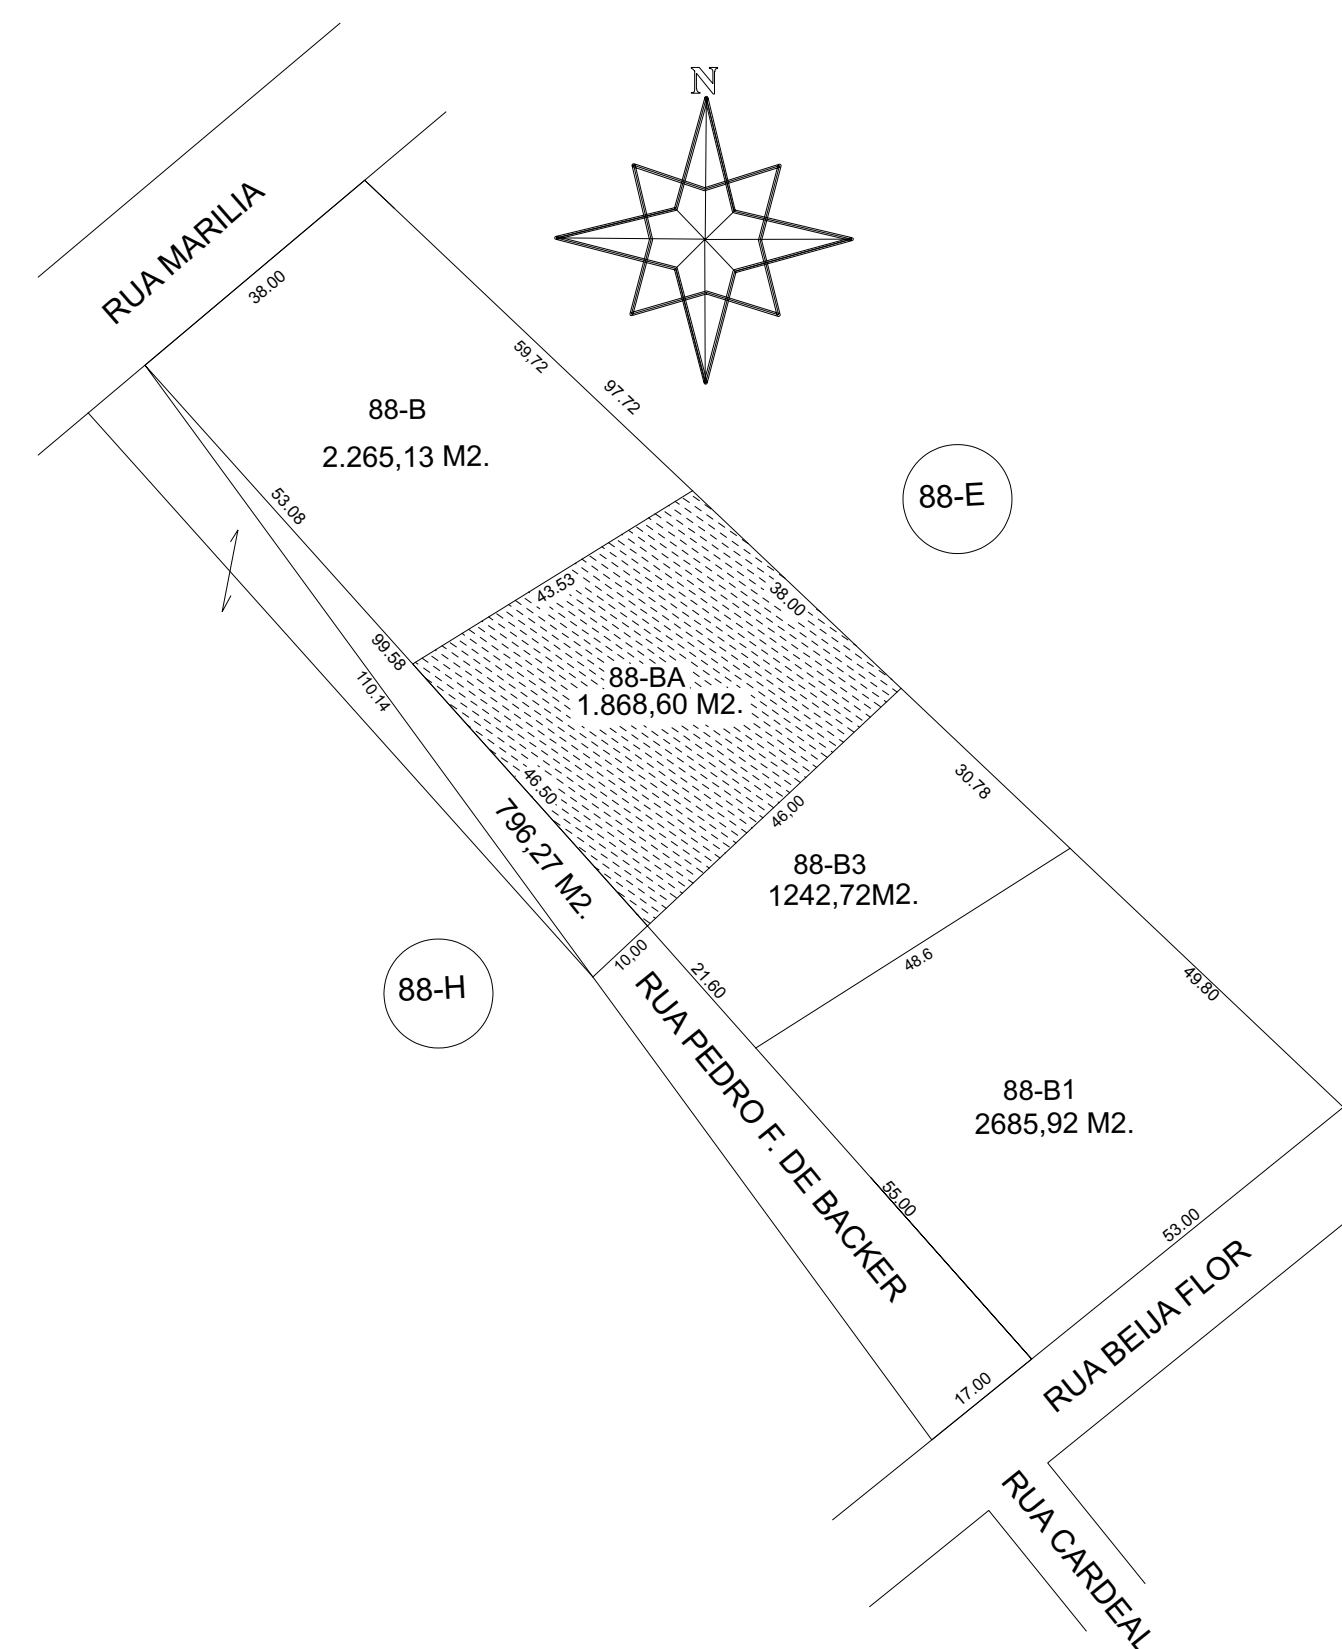 N
RUA MARILIA
38.00
59,72
97.72
88-B
2.265,13 M2.
88-E
53.08
43.53
38.00
99.58
110.14
88-BA
1.868,60 M2.
46.50
46,00
30.78
796,27 M2.
88-B3
1242,72M2.
10,00
21.60
48.6
49.80
88-H
RUA PEDRO F. DE BACKER
88-B1
2685,92 M2.
55.00
53.00
RUA BEIJA FLOR
17.00
RUA CARDEAL